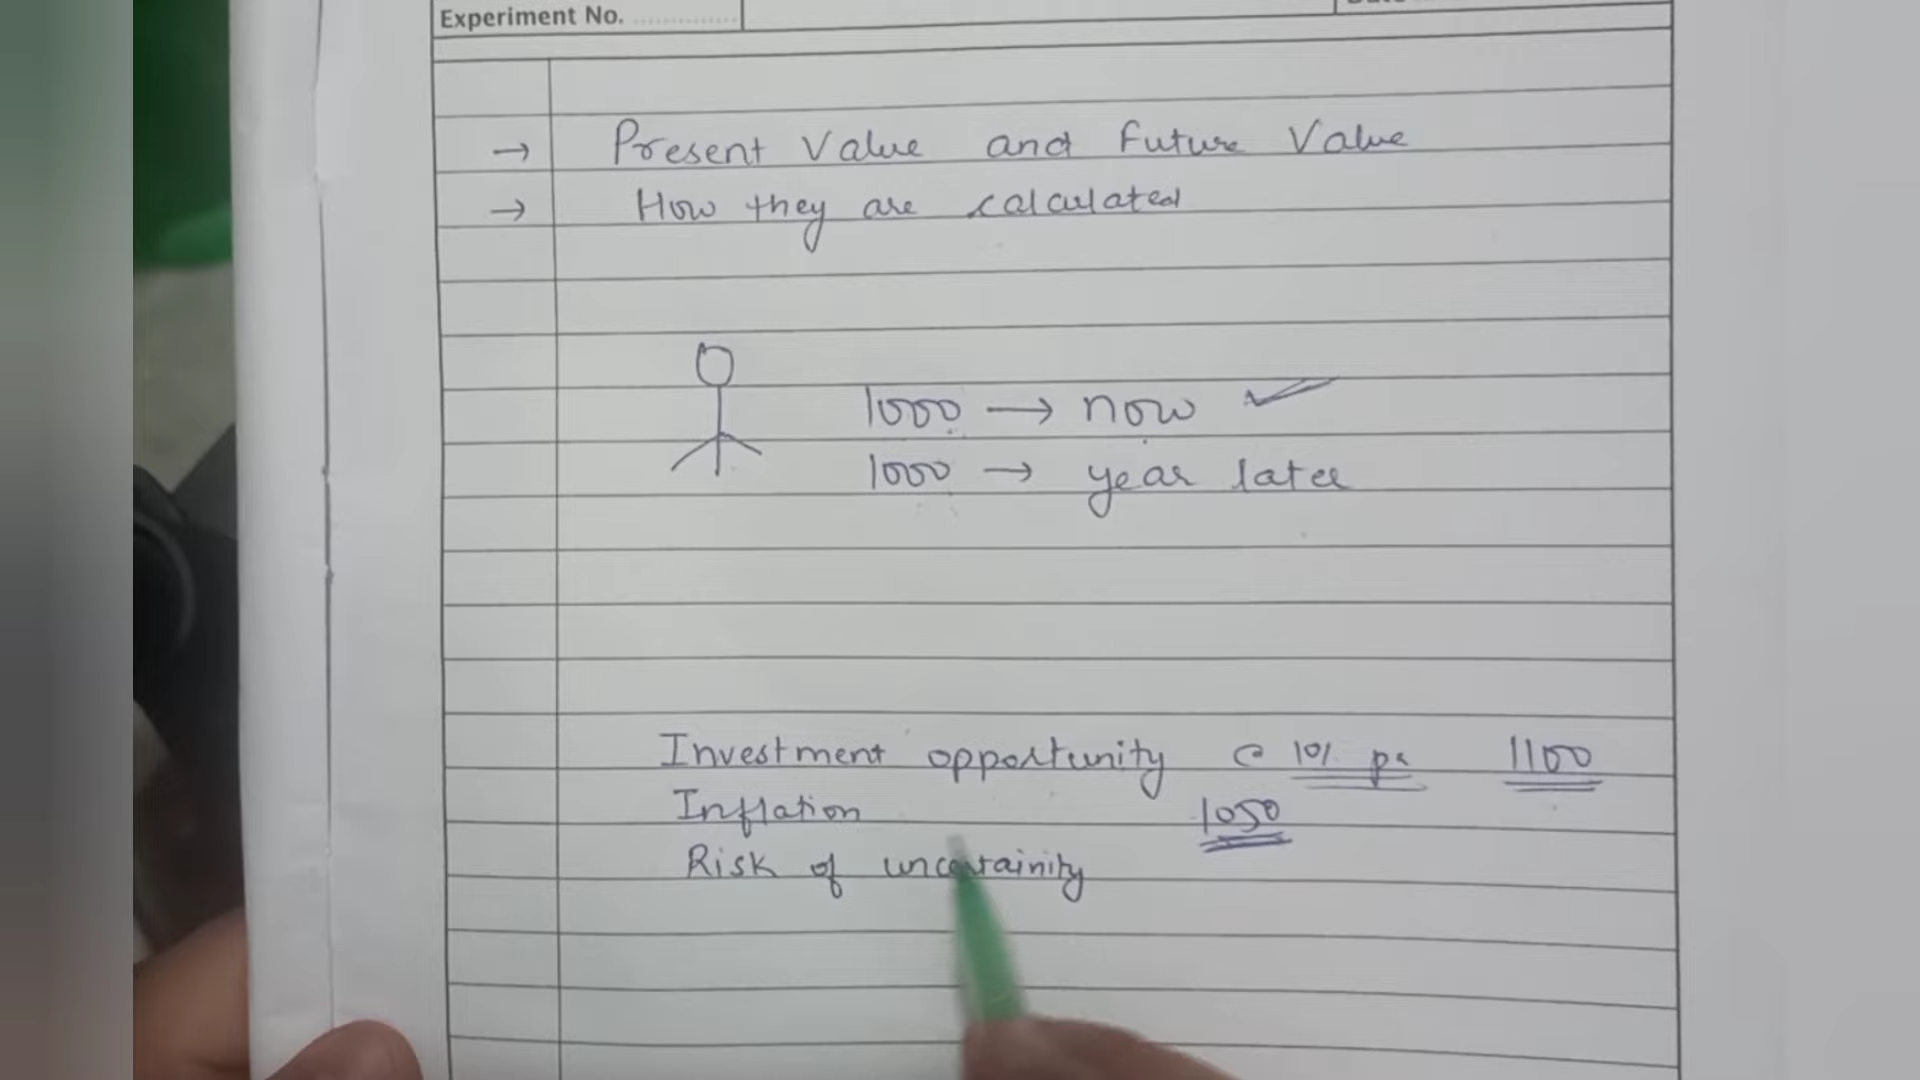 Experiment No. ................
→ Present Value and Future Value
→ How they are calculated
1000 → now ✓
1000 → year later
Investment opportunity @ 10% pa 1100
Inflation 1050
Risk of uncertainity